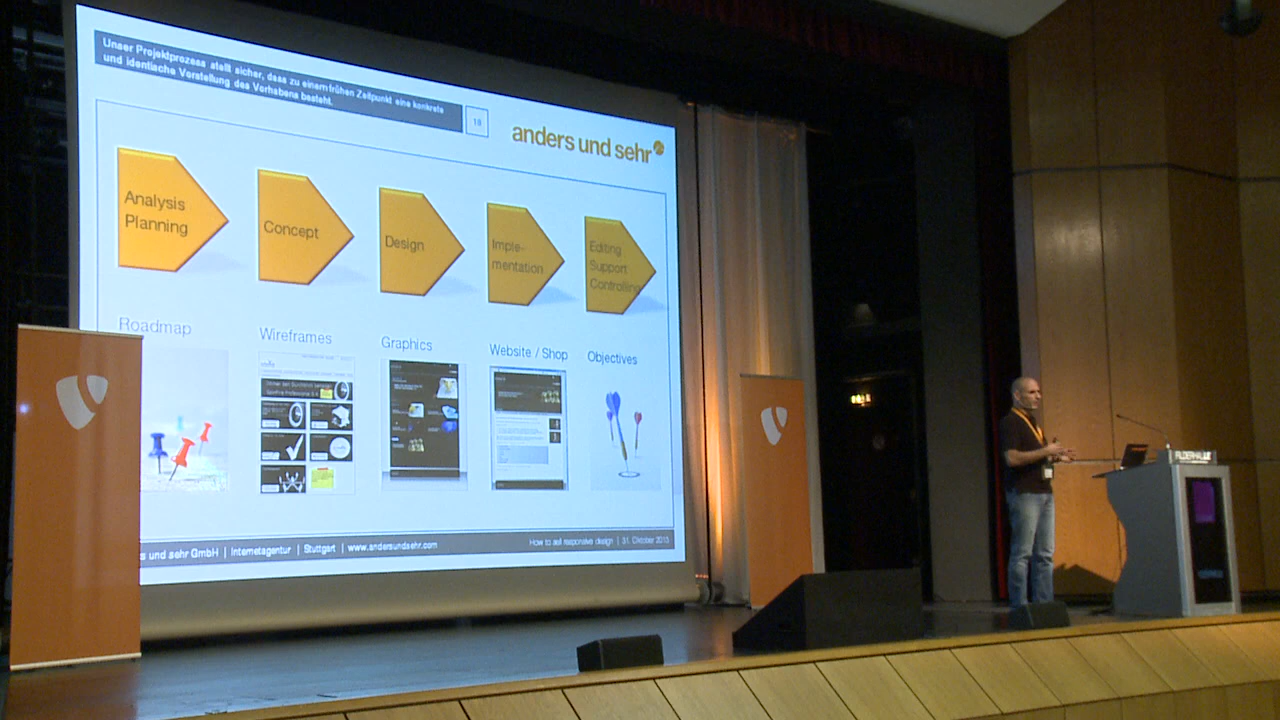 Unser Projektprozess stellt sicher, dass zu einem frühen Zeitpunkt eine konkrete
und identische Vorstellung des Vorhabens besteht.
18
anders und sehr
Analysis
Planning
Concept
Design
Imple-
mentation
Editing
Support
Controlling
Roadmap
Wireframes
Graphics
Website / Shop
Objectives
s und sehr GmbH | Internetagentur | Stuttgart | www.andersundsehr.com
How to sell responsive design | 31. Oktober 2013
FILDERHALLE